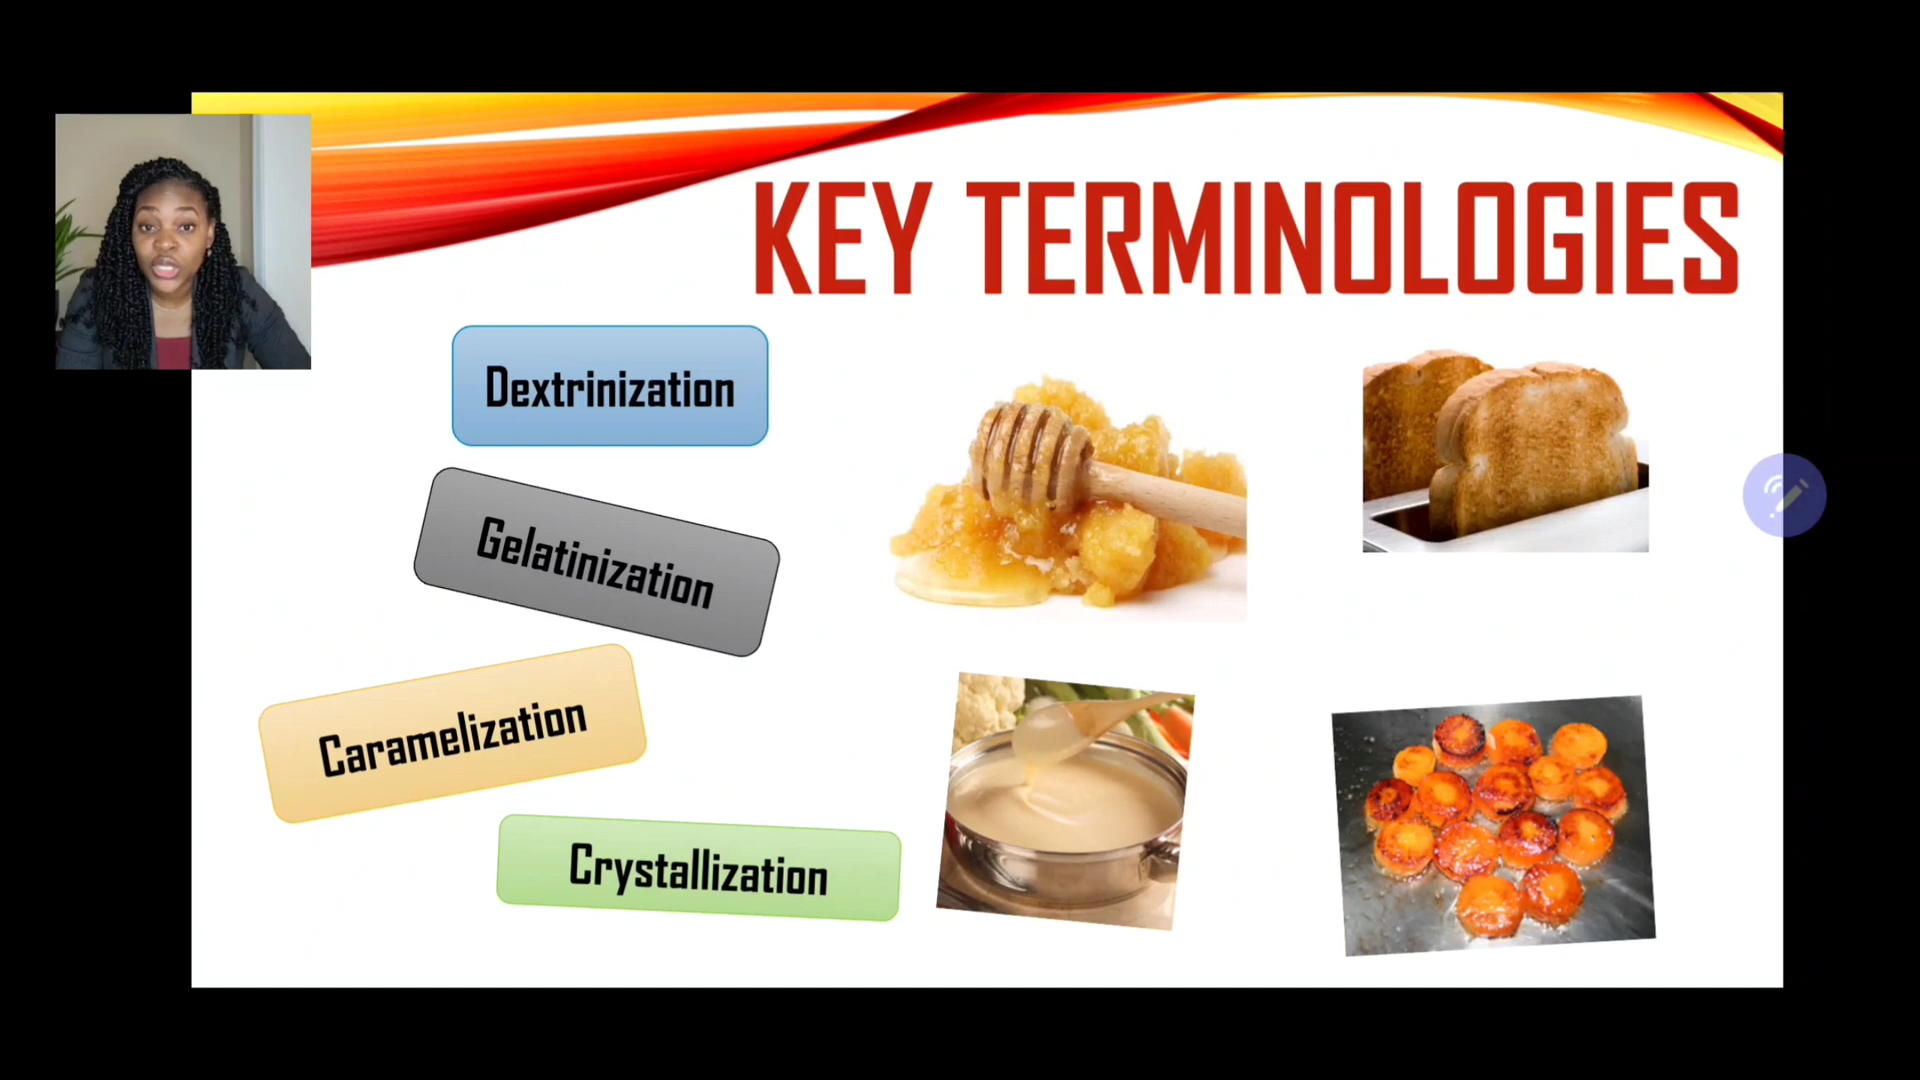 KEY TERMINOLOGIES
Dextrinization
Gelatinization
Caramelization
Crystallization